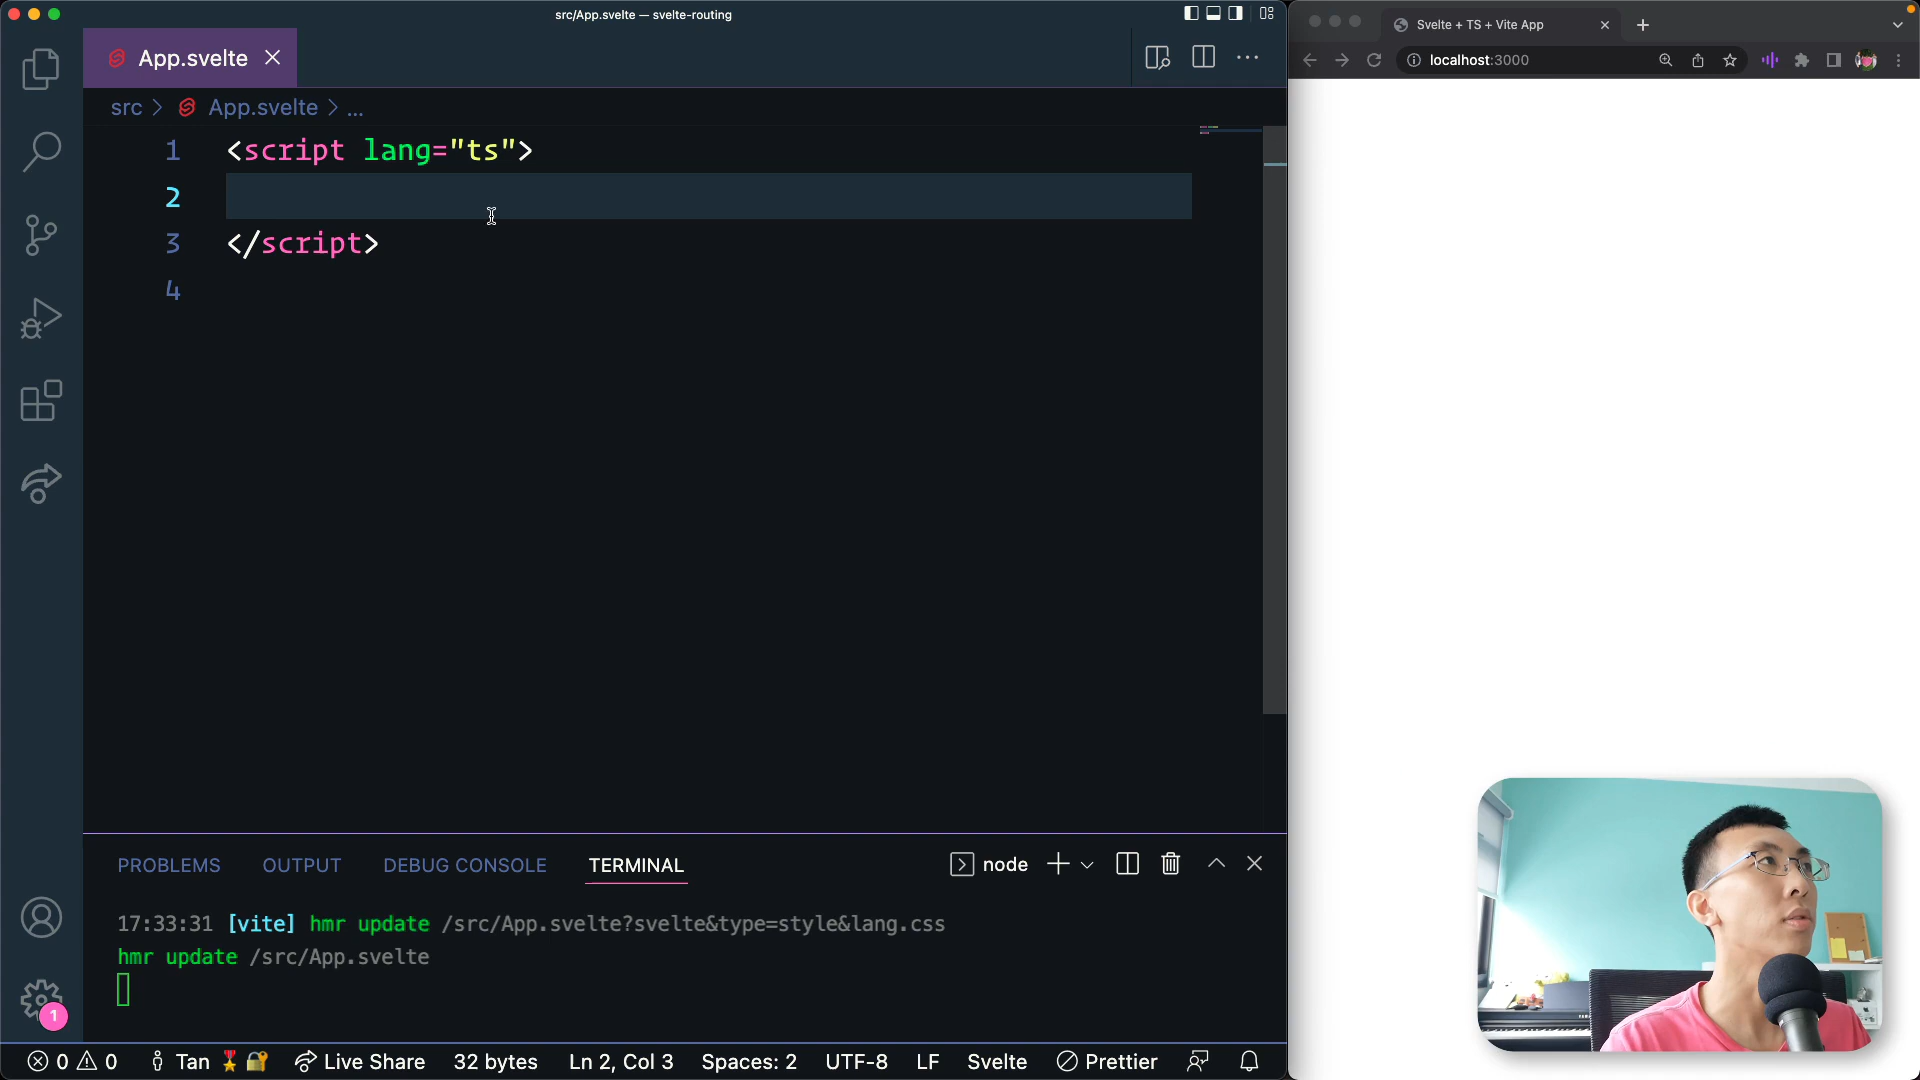 src/App.svelte — svelte-routing
App.svelte
src > App.svelte > ...
1 <script lang="ts">
2
3 </script>
4
PROBLEMS OUTPUT DEBUG CONSOLE TERMINAL node
17:33:31 [vite] hmr update /src/App.svelte?svelte&type=style&lang.css
hmr update /src/App.svelte
1
0 0 Tan Live Share 32 bytes Ln 2, Col 3 Spaces: 2 UTF-8 LF Svelte Prettier
Svelte + TS + Vite App
localhost:3000